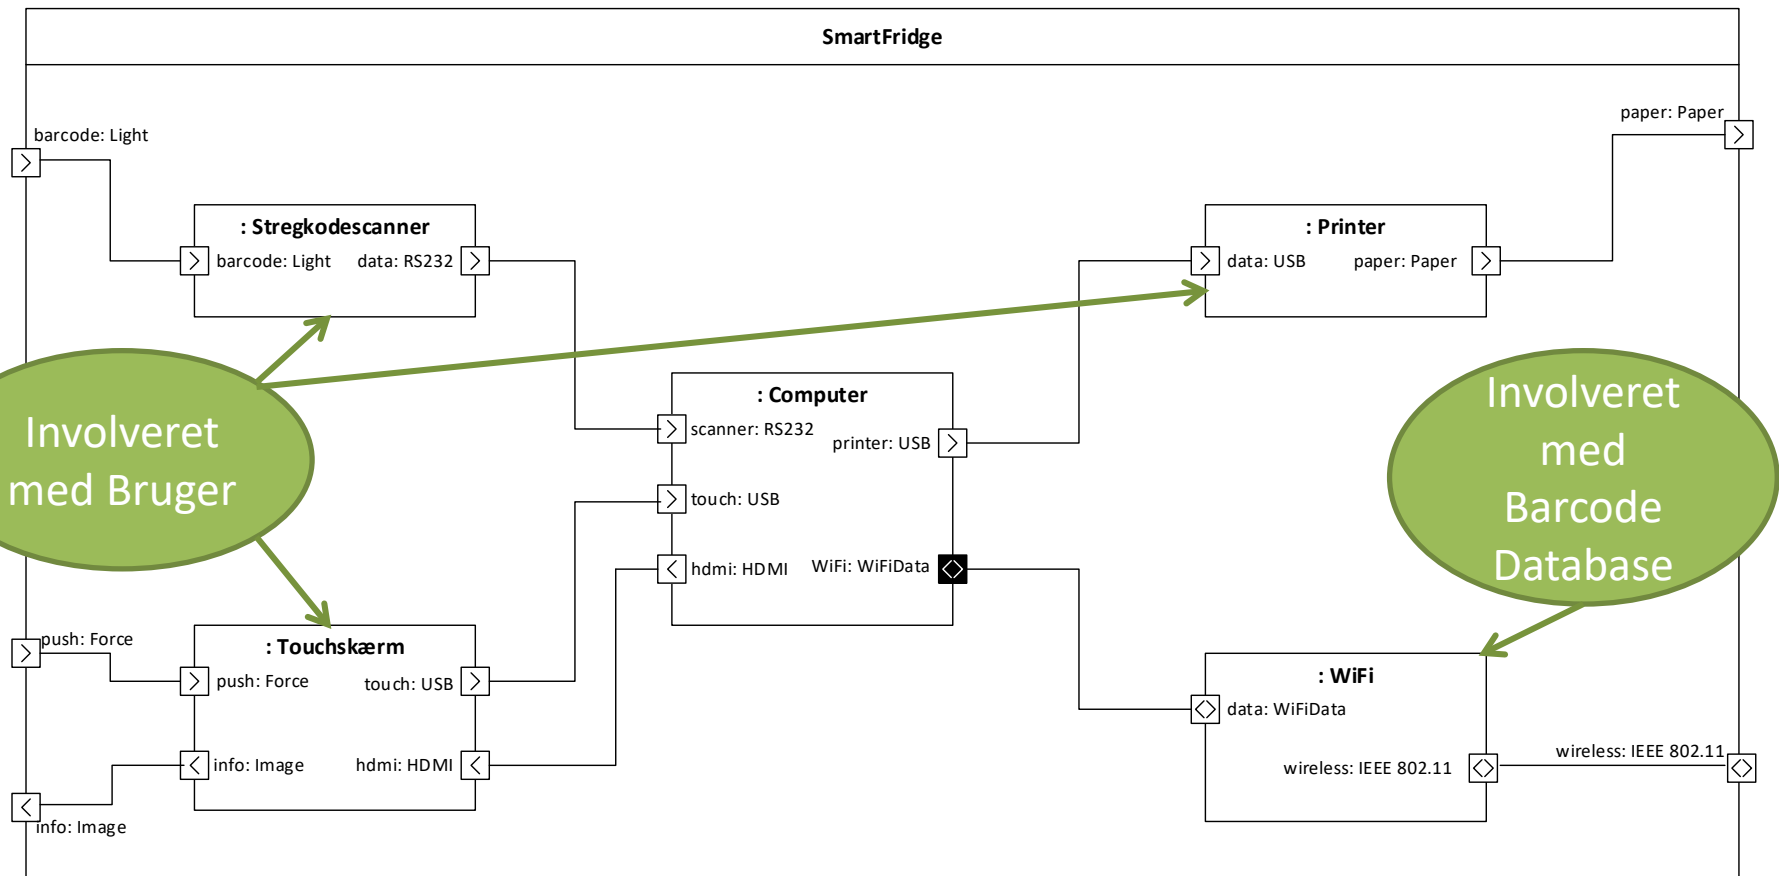 SmartFridge
barcode: Light
paper: Paper
: Stregkodescanner
barcode: Light
data: RS232
: Printer
data: USB
paper: Paper
Involveret
med Bruger
: Computer
scanner: RS232
printer: USB
touch: USB
hdmi: HDMI
WiFi: WiFiData
Involveret
med
Barcode
Database
push: Force
: Touchskærm
push: Force
touch: USB
info: Image
hdmi: HDMI
info: Image
: WiFi
data: WiFiData
wireless: IEEE 802.11
wireless: IEEE 802.11